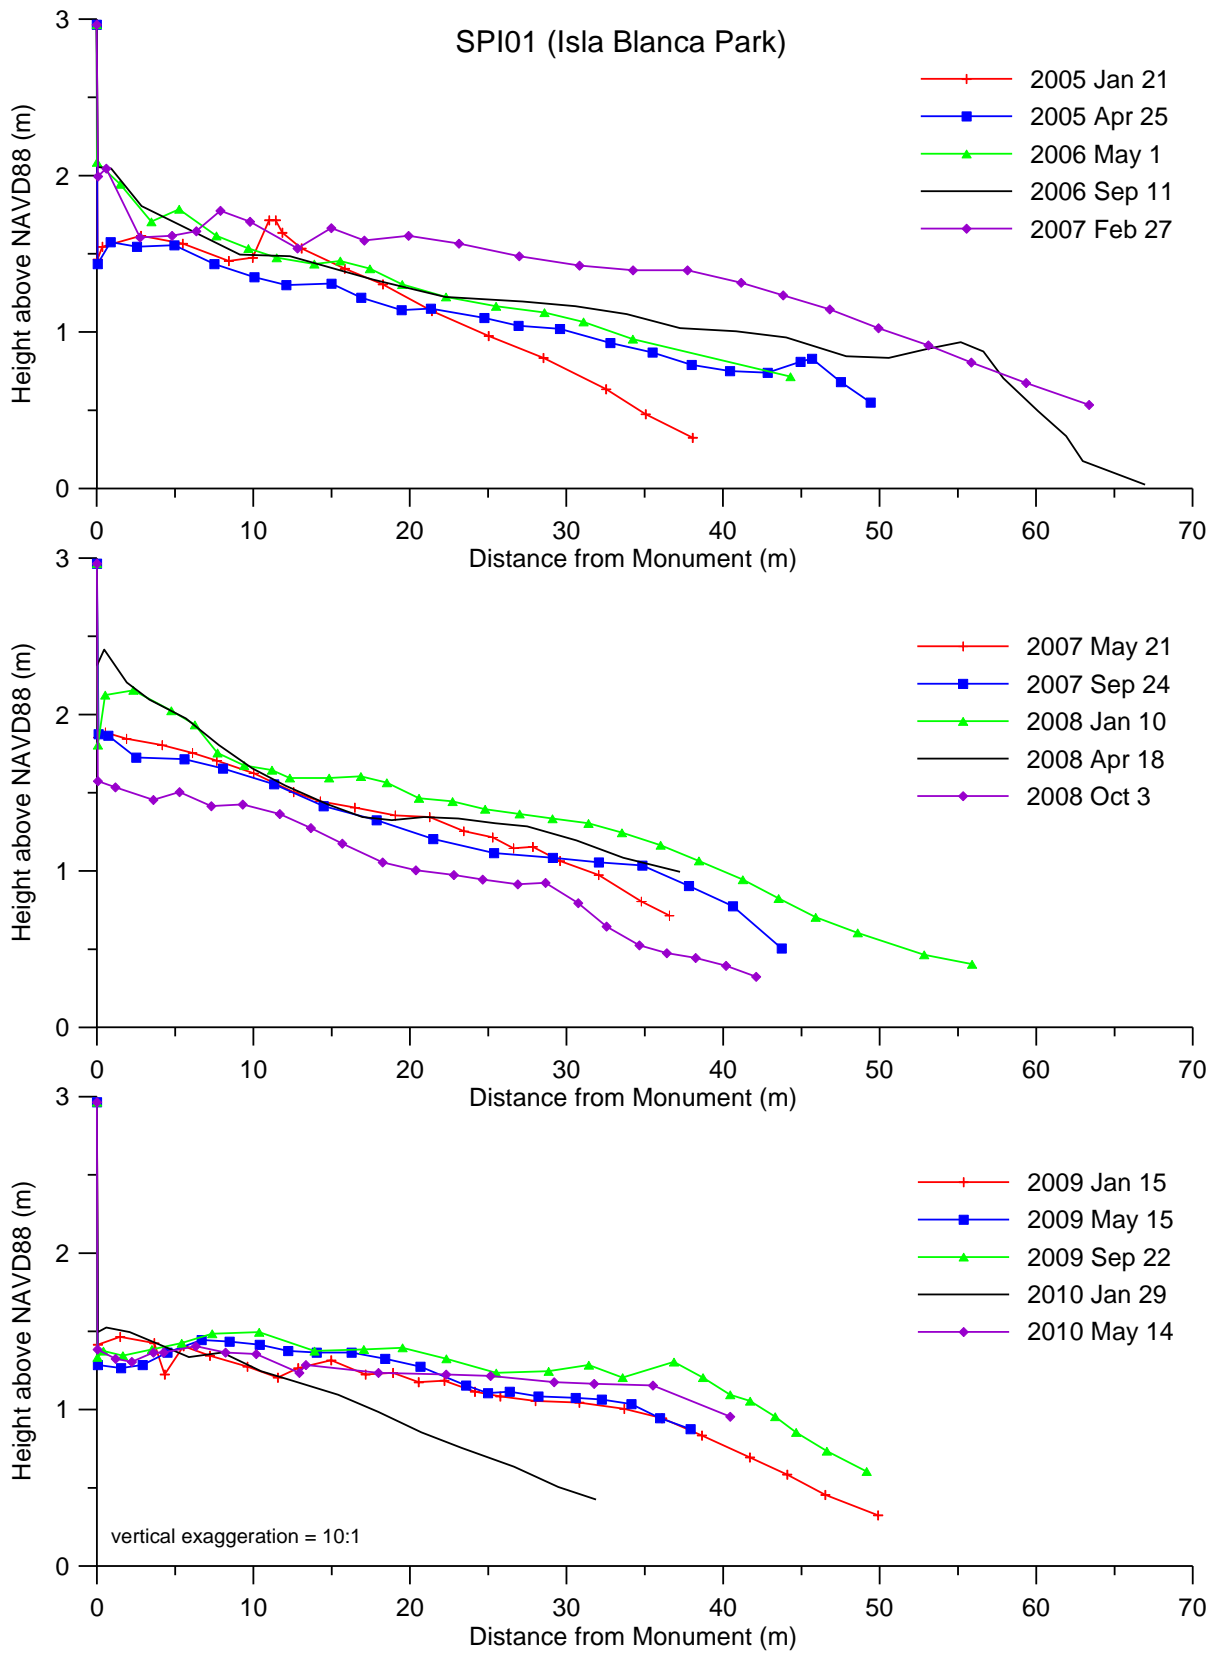 SPI01 (Isla Blanca Park)
3
2
1
0
Height above NAVD88 (m)
2005 Jan 21
2005 Apr 25
2006 May 1
2006 Sep 11
2007 Feb 27
0 10 20 30 40 50 60 70
Distance from Monument (m)
3
2
1
0
Height above NAVD88 (m)
2007 May 21
2007 Sep 24
2008 Jan 10
2008 Apr 18
2008 Oct 3
0 10 20 30 40 50 60 70
Distance from Monument (m)
3
2
1
0
Height above NAVD88 (m)
2009 Jan 15
2009 May 15
2009 Sep 22
2010 Jan 29
2010 May 14
vertical exaggeration = 10:1
0 10 20 30 40 50 60 70
Distance from Monument (m)